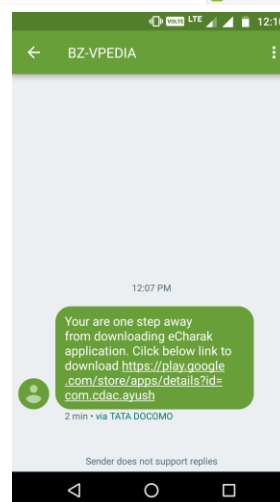 VOLTE LTE 12:10
BZ-VPEDIA
12:07 PM
Your are one step away
from downloading eCharak
application. Cilck below link to
download https://play.google
.com/store/apps/details?id=
com.cdac.ayush
2 min • via TATA DOCOMO
Sender does not support replies